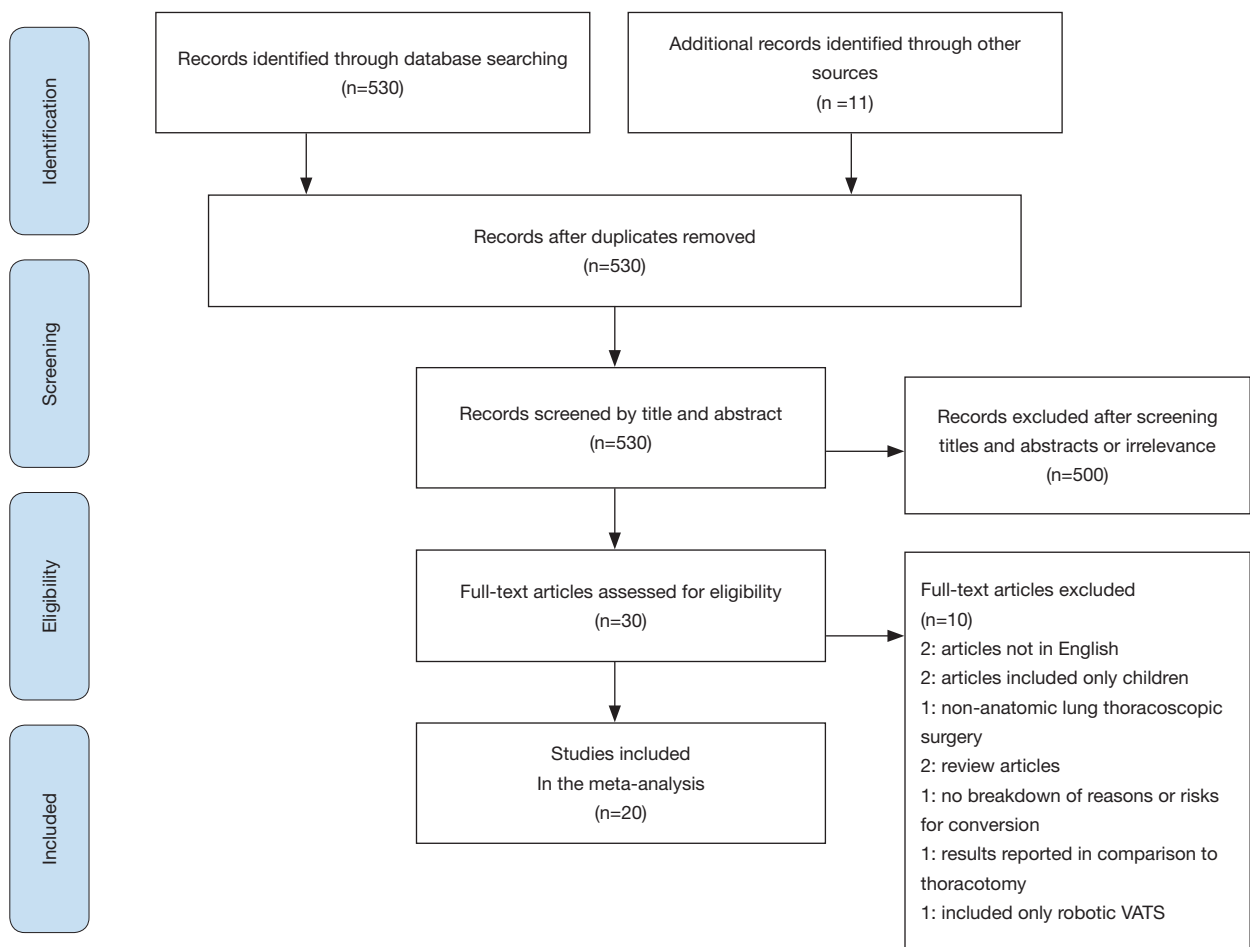 Identification
Records identified through database searching
(n=530)
Additional records identified through other
sources
(n =11)
Records after duplicates removed
(n=530)
Screening
Records screened by title and abstract
(n=530)
Records excluded after screening
titles and abstracts or irrelevance
(n=500)
Eligibility
Full-text articles assessed for eligibility
(n=30)
Full-text articles excluded
(n=10)
2: articles not in English
2: articles included only children
1: non-anatomic lung thoracoscopic
surgery
2: review articles
1: no breakdown of reasons or risks
for conversion
1: results reported in comparison to
thoracotomy
1: included only robotic VATS
Included
Studies included
In the meta-analysis
(n=20)